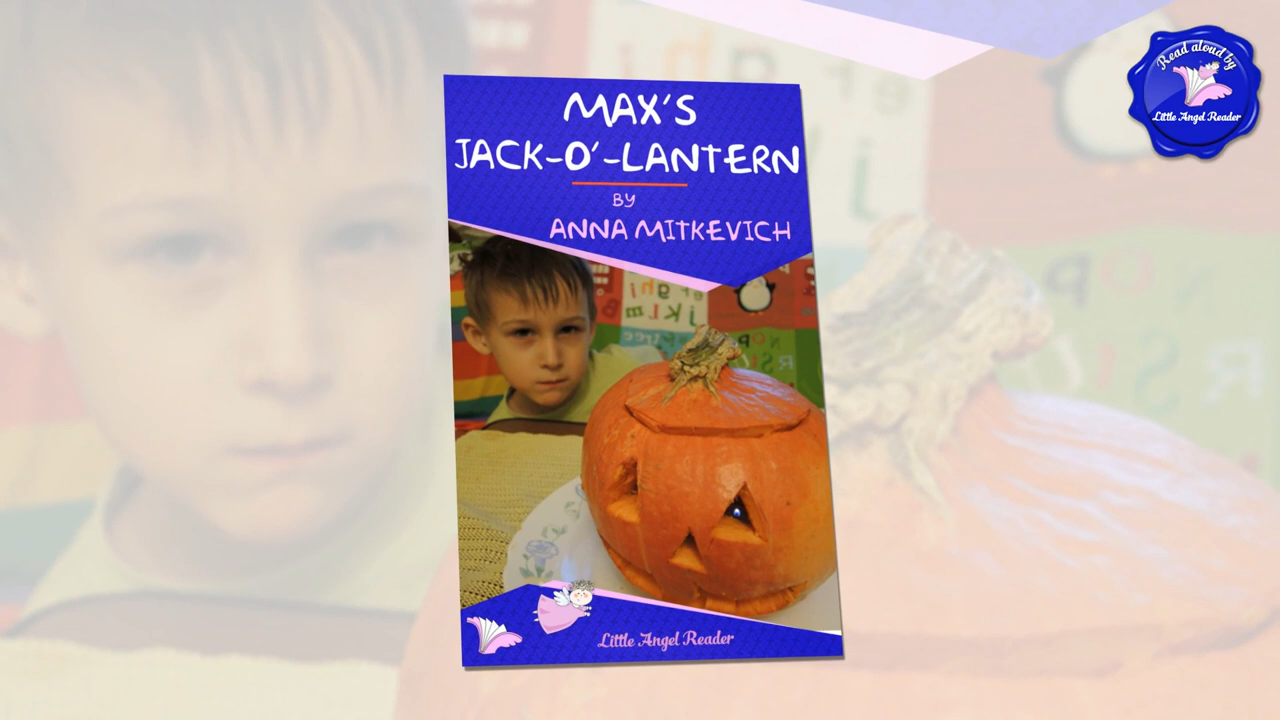 MAX'S
JACK-O'-LANTERN
BY
ANNA MITKEVICH
Little Angel Reader
Read aloud by
Little Angel Reader